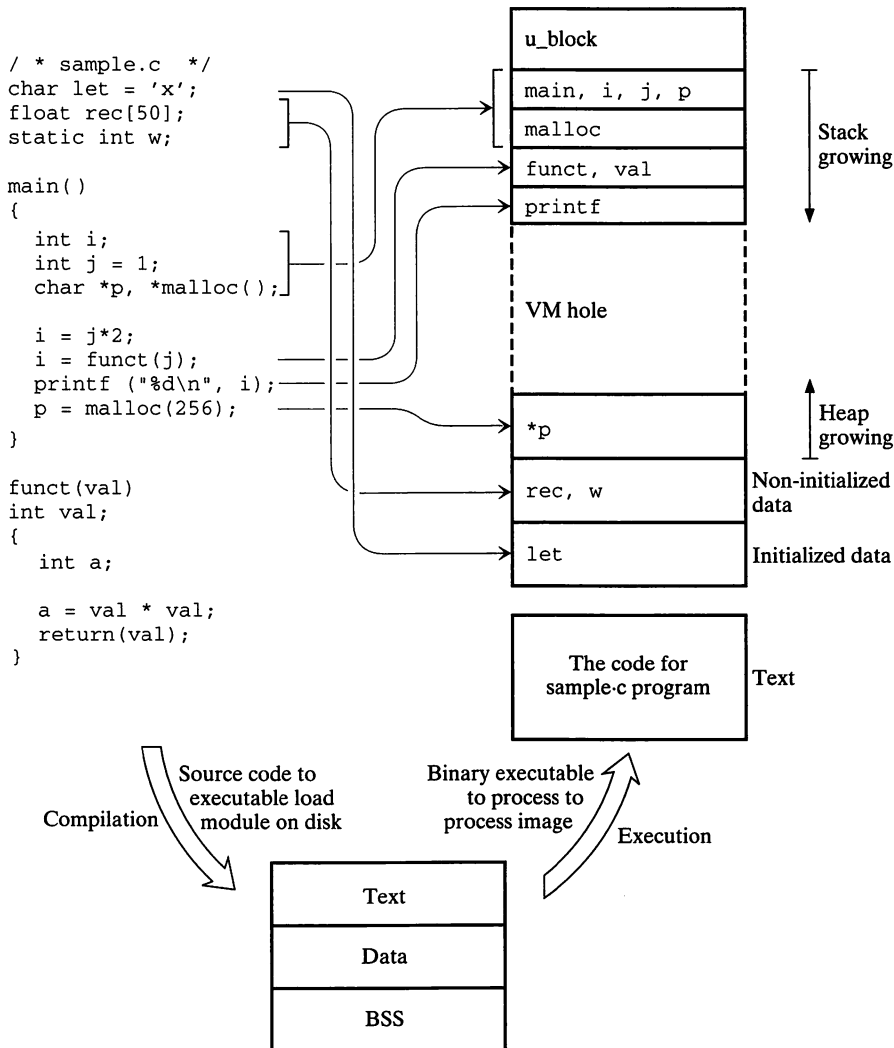 / * sample.c */
char let = 'x';
float rec[50];
static int w;
main()
{
int i;
int j = 1;
char *p, *malloc();
i = j*2;
i = funct(j);
printf ("%d\n", i);
p = malloc(256);
}
funct(val)
int val;
{
int a;
a = val * val;
return(val);
}
u_block
main, i, j, p
malloc
funct, val
printf
Stack
growing
VM hole
*p
Heap
growing
rec, w
Non-initialized
data
let
Initialized data
The code for
sample·c program
Text
Compilation
Source code to
executable load
module on disk
Binary executable
to process to
process image
Execution
Text
Data
BSS